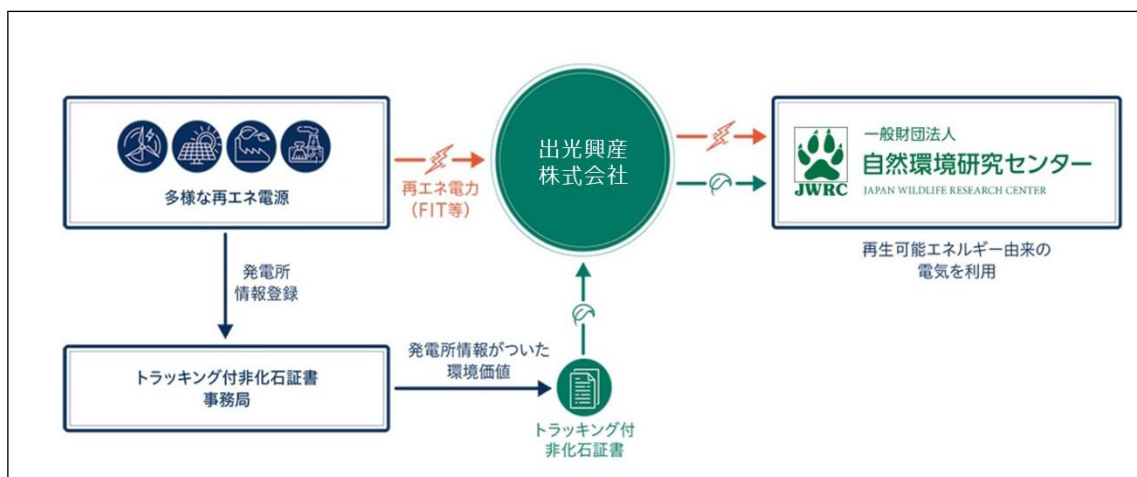 多様な再エネ電源
再エネ電力
(FIT等)
出光興産
株式会社
一般財団法人
自然環境研究センター
JWRC
JAPAN WILDLIFE RESEARCH CENTER
再生可能エネルギー由来の
電気を利用
発電所
情報登録
トラッキング付非化石証書
事務局
発電所情報がついた
環境価値
トラッキング付
非化石証書